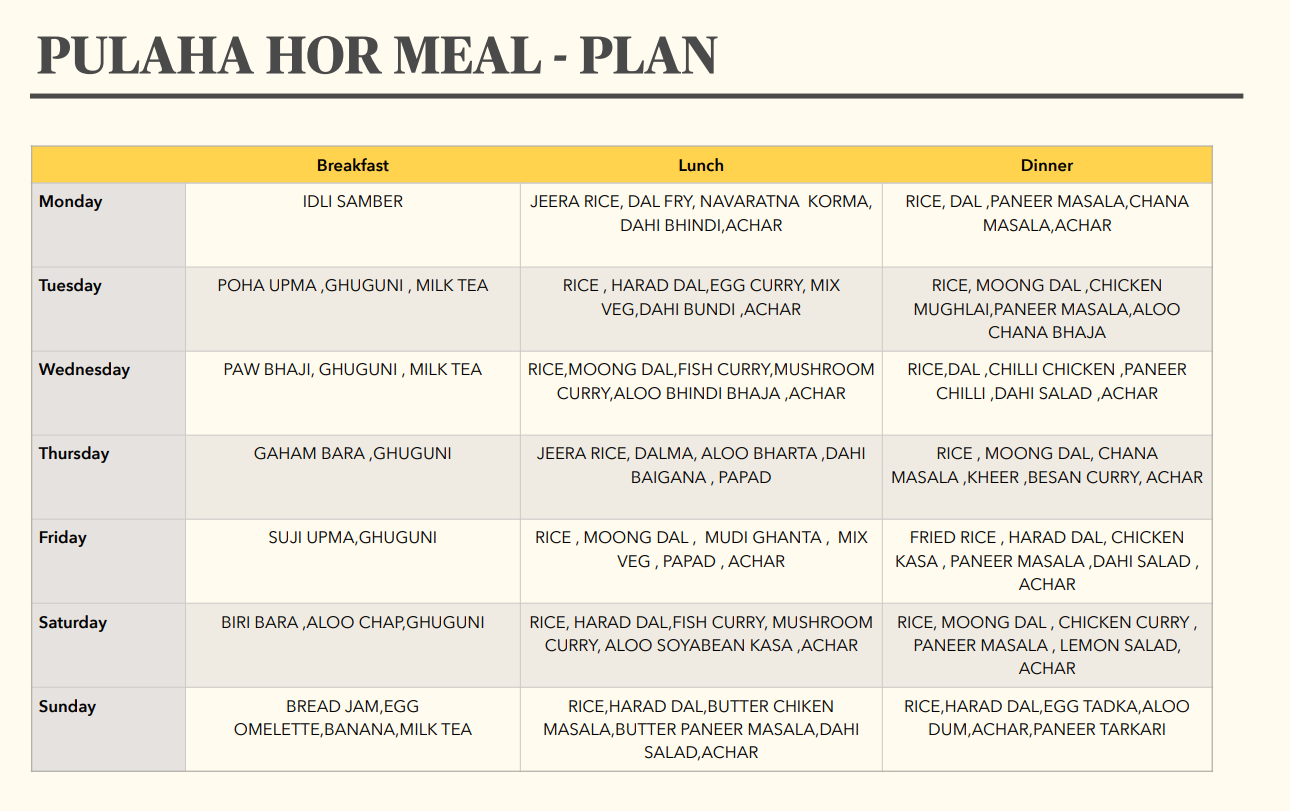 PULAHA HOR MEAL - PLAN
Breakfast Lunch Dinner
Monday
IDLI SAMBER
JEERA RICE, DAL FRY, NAVARATNA  KORMA,
DAHI BHINDI,ACHAR
RICE, DAL ,PANEER MASALA,CHANA
MASALA,ACHAR
Tuesday
POHA UPMA ,GHUGUNI , MILK TEA
RICE , HARAD DAL,EGG CURRY, MIX
VEG,DAHI BUNDI ,ACHAR
RICE, MOONG DAL ,CHICKEN
MUGHLAI,PANEER MASALA,ALOO
CHANA BHAJA
Wednesday
PAW BHAJI, GHUGUNI , MILK TEA
RICE,MOONG DAL,FISH CURRY,MUSHROOM
CURRY,ALOO BHINDI BHAJA ,ACHAR
RICE,DAL ,CHILLI CHICKEN ,PANEER
CHILLI ,DAHI SALAD ,ACHAR
Thursday
GAHAM BARA ,GHUGUNI
JEERA RICE, DALMA, ALOO BHARTA ,DAHI
BAIGANA , PAPAD
RICE , MOONG DAL, CHANA
MASALA ,KHEER ,BESAN CURRY, ACHAR
Friday
SUJI UPMA,GHUGUNI
RICE , MOONG DAL ,  MUDI GHANTA ,  MIX
VEG , PAPAD , ACHAR
FRIED RICE , HARAD DAL, CHICKEN
KASA , PANEER MASALA ,DAHI SALAD ,
ACHAR
Saturday
BIRI BARA ,ALOO CHAP,GHUGUNI
RICE, HARAD DAL,FISH CURRY, MUSHROOM
CURRY, ALOO SOYABEAN KASA ,ACHAR
RICE, MOONG DAL , CHICKEN CURRY ,
PANEER MASALA , LEMON SALAD,
ACHAR
Sunday
BREAD JAM,EGG
OMELETTE,BANANA,MILK TEA
RICE,HARAD DAL,BUTTER CHIKEN
MASALA,BUTTER PANEER MASALA,DAHI
SALAD,ACHAR
RICE,HARAD DAL,EGG TADKA,ALOO
DUM,ACHAR,PANEER TARKARI